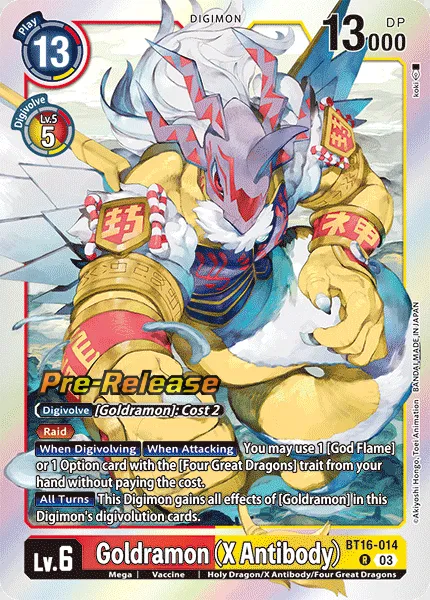 Play
13
DIGIMON
DP
13000
koki
Digivolve
Lv.5
5
封
神
Pre-Release
Digivolve [Goldramon]: Cost 2
Raid
When Digivolving When Attacking You may use 1 [God Flame]
or 1 Option card with the [Four Great Dragons] trait from your
hand without paying the cost.
All Turns This Digimon gains all effects of [Goldramon] in this
Digimon's digivolution cards.
©Akiyoshi Hongo, Toei Animation BANDAI, MADE IN JAPAN
Lv.6
Goldramon (X Antibody)
BT16-014
R 03
Mega | Vaccine | Holy Dragon/X Antibody/Four Great Dragons